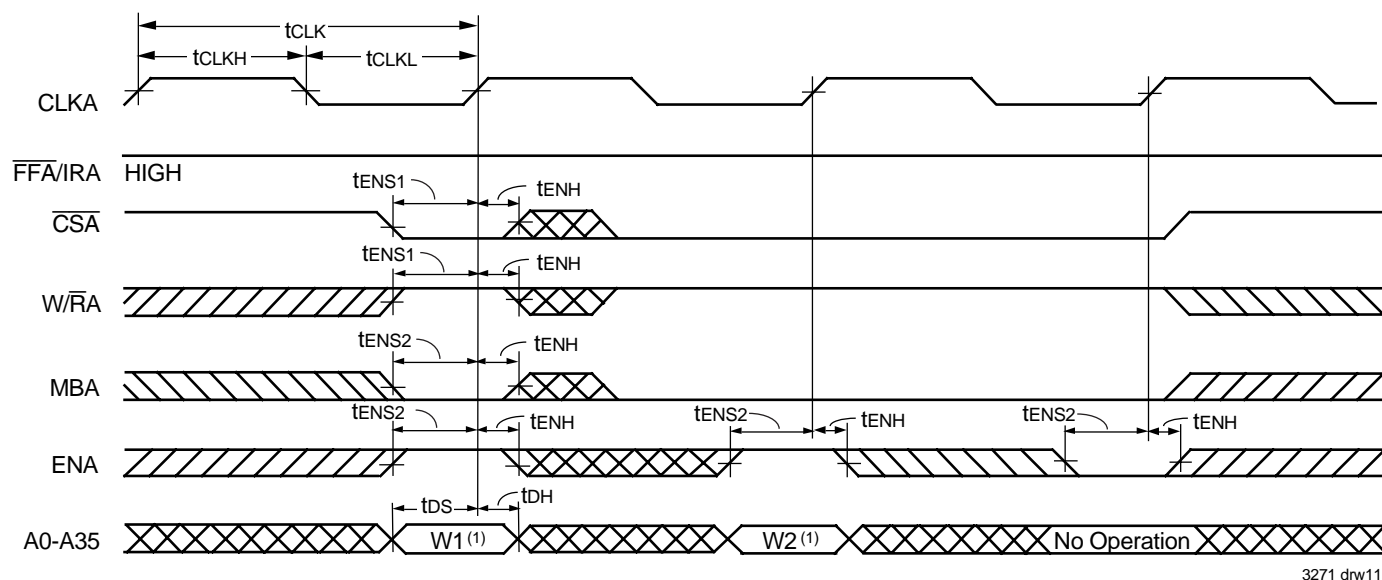 tCLK
tCLKH tCLKL
CLKA
FFA/IRA HIGH
tENS1 tENH
CSA
tENS1 tENH
W/RA
tENS2 tENH
MBA
tENS2 tENH tENS2 tENH tENS2 tENH
ENA
tDS tDH
A0-A35 W1 (1) W2 (1) No Operation
3271 drw11